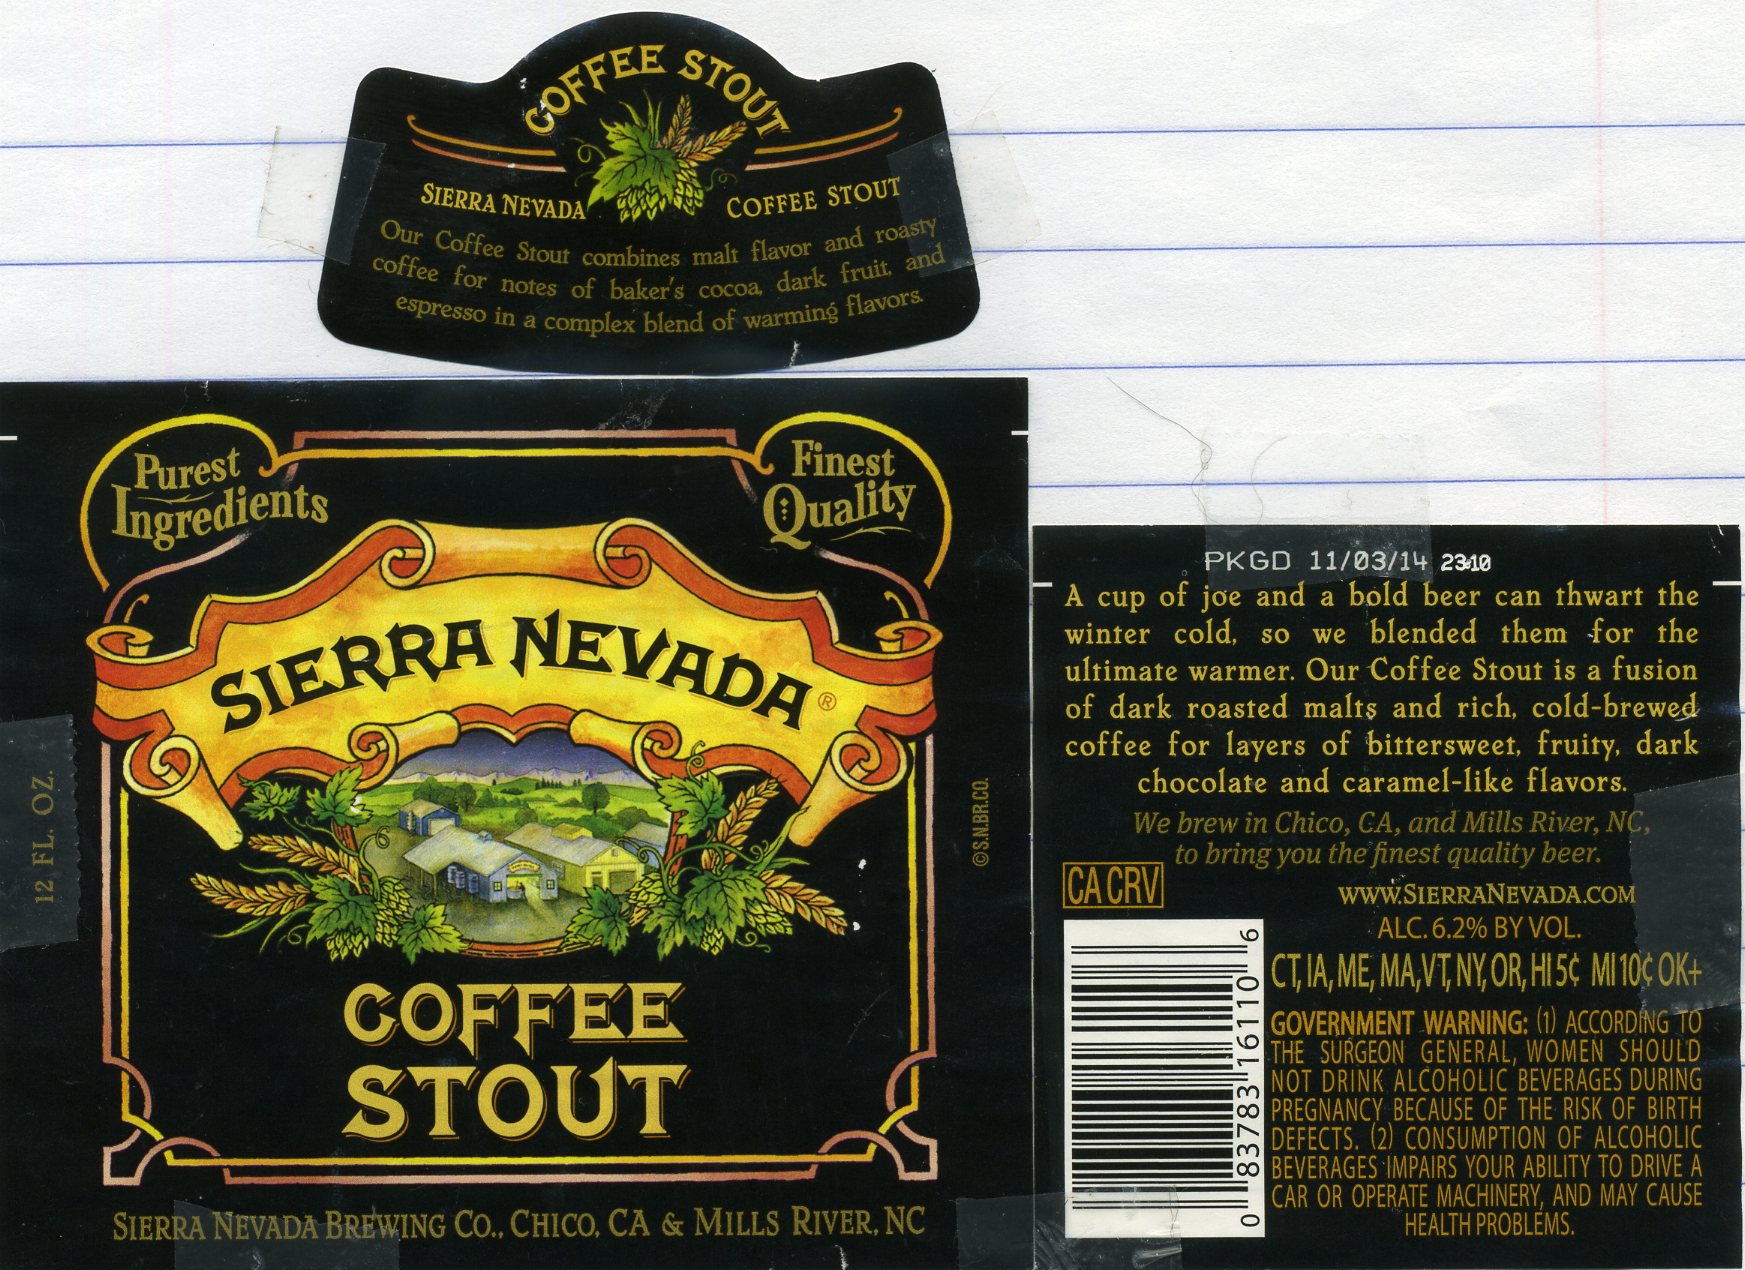 COFFEE STOUT
SIERRA NEVADA COFFEE STOUT
Our Coffee Stout combines malt flavor and roasty
coffee for notes of baker's cocoa, dark fruit, and
espresso in a complex blend of warming flavors.
Purest
Ingredients
Finest
Quality
SIERRA NEVADA®
12 FL. OZ.
©S.N.BR.CO.
COFFEE
STOUT
SIERRA NEVADA BREWING CO., CHICO, CA & MILLS RIVER, NC
PKGD 11/03/14 23:10
A cup of joe and a bold beer can thwart the
winter cold, so we blended them for the
ultimate warmer. Our Coffee Stout is a fusion
of dark roasted malts and rich, cold-brewed
coffee for layers of bittersweet, fruity, dark
chocolate and caramel-like flavors.
We brew in Chico, CA, and Mills River, NC,
to bring you the finest quality beer.
CA CRV
WWW.SIERRANEVADA.COM
ALC. 6.2% BY VOL.
CT, IA, ME, MA, VT, NY, OR, HI 5¢ MI 10¢ OK+
GOVERNMENT WARNING: (1) ACCORDING TO
THE SURGEON GENERAL, WOMEN SHOULD
NOT DRINK ALCOHOLIC BEVERAGES DURING
PREGNANCY BECAUSE OF THE RISK OF BIRTH
DEFECTS. (2) CONSUMPTION OF ALCOHOLIC
BEVERAGES IMPAIRS YOUR ABILITY TO DRIVE A
CAR OR OPERATE MACHINERY, AND MAY CAUSE
HEALTH PROBLEMS.
0 83783 16110 6